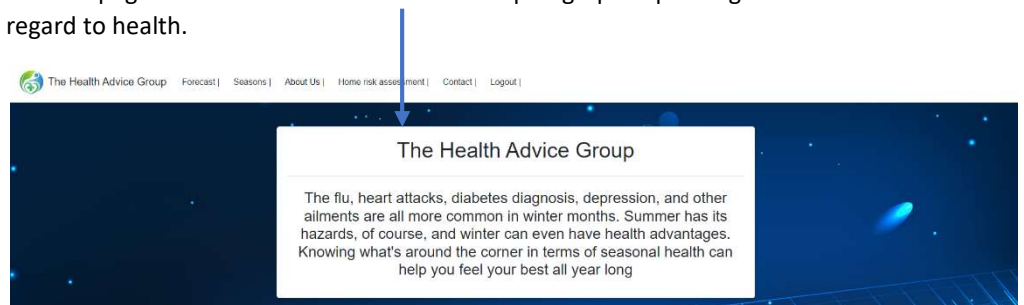 regard to health.
The Health Advice Group Forecast | Seasons | About Us | Home risk assessment | Contact | Logout |
The Health Advice Group
The flu, heart attacks, diabetes diagnosis, depression, and other
ailments are all more common in winter months. Summer has its
hazards, of course, and winter can even have health advantages.
Knowing what's around the corner in terms of seasonal health can
help you feel your best all year long